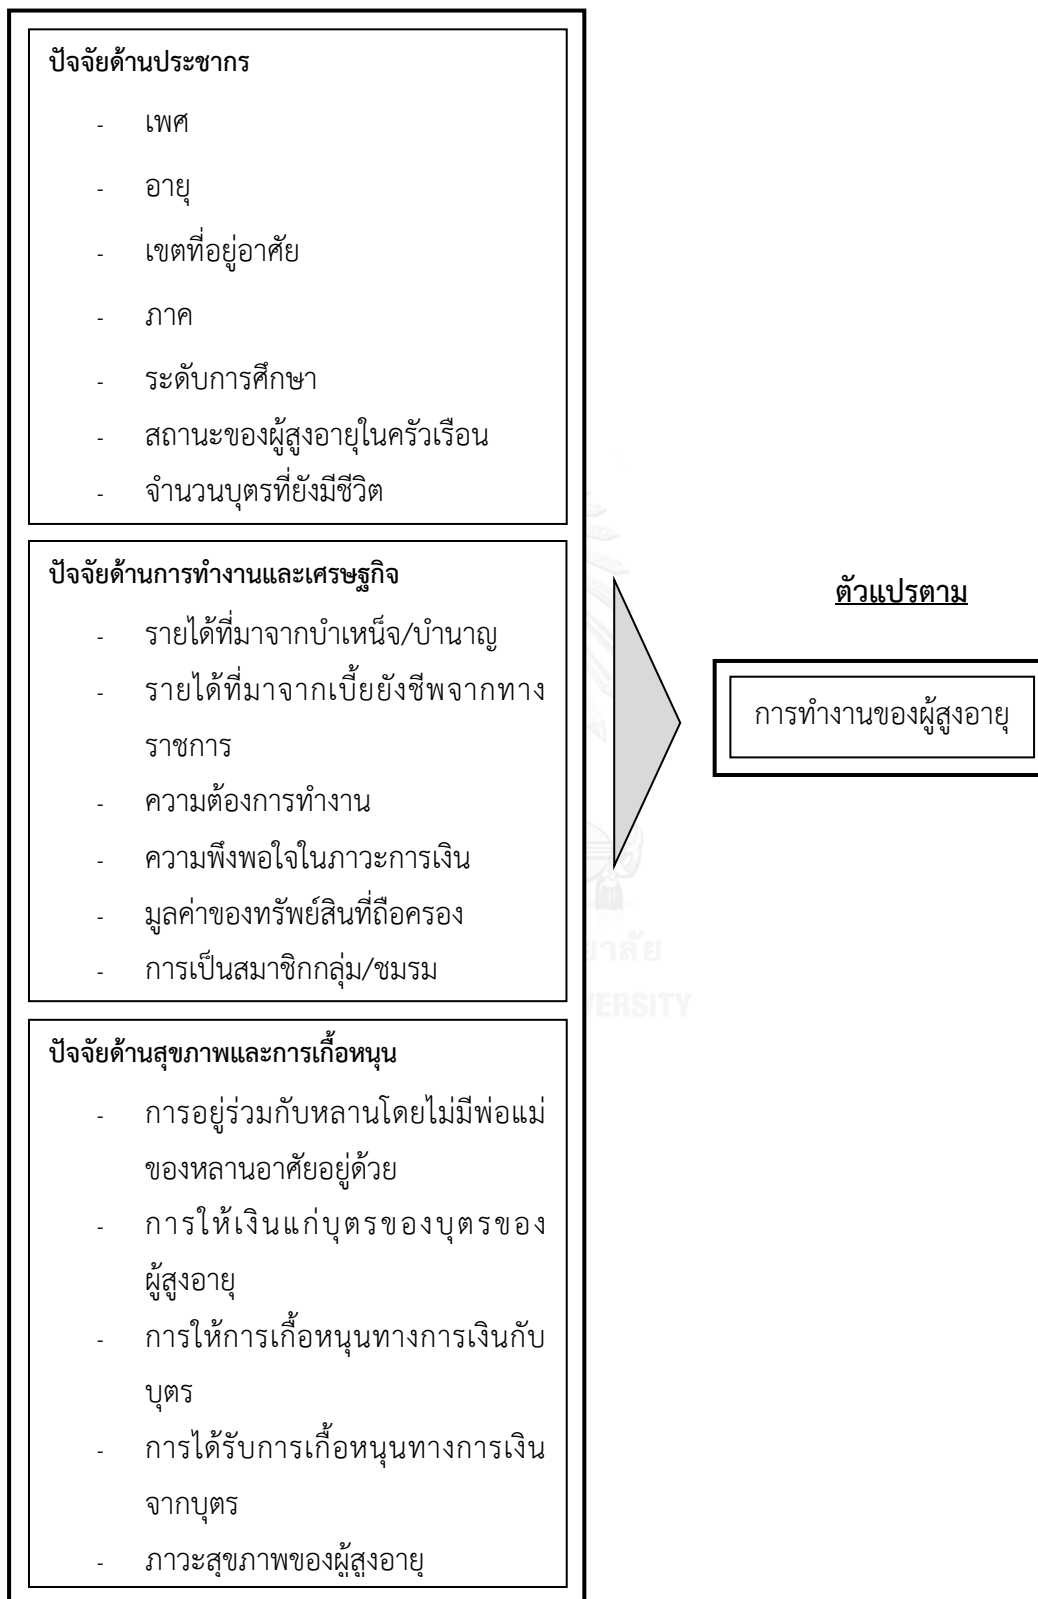 ปัจจัยด้านประชากร
- เพศ
- อายุ
- เขตที่อยู่อาศัย
- ภาค
- ระดับการศึกษา
- สถานะของผู้สูงอายุในครัวเรือน
- จำนวนบุตรที่ยังมีชีวิต
ปัจจัยด้านการทำงานและเศรษฐกิจ
- รายได้ที่มาจากบำเหน็จ/บำนาญ
- รายได้ที่มาจากเบี้ยยังชีพจากทาง
ราชการ
- ความต้องการทำงาน
- ความพึงพอใจในภาวะการเงิน
- มูลค่าของทรัพย์สินที่ถือครอง
- การเป็นสมาชิกกลุ่ม/ชมรม
ปัจจัยด้านสุขภาพและการเกื้อหนุน
- การอยู่ร่วมกับหลานโดยไม่มีพ่อแม่
ของหลานอาศัยอยู่ด้วย
- การให้เงินแก่บุตรของบุตรของ
ผู้สูงอายุ
- การให้การเกื้อหนุนทางการเงินกับ
บุตร
- การได้รับการเกื้อหนุนทางการเงิน
จากบุตร
- ภาวะสุขภาพของผู้สูงอายุ
ตัวแปรตาม
การทำงานของผู้สูงอายุ
ยาลัย
VERSITY